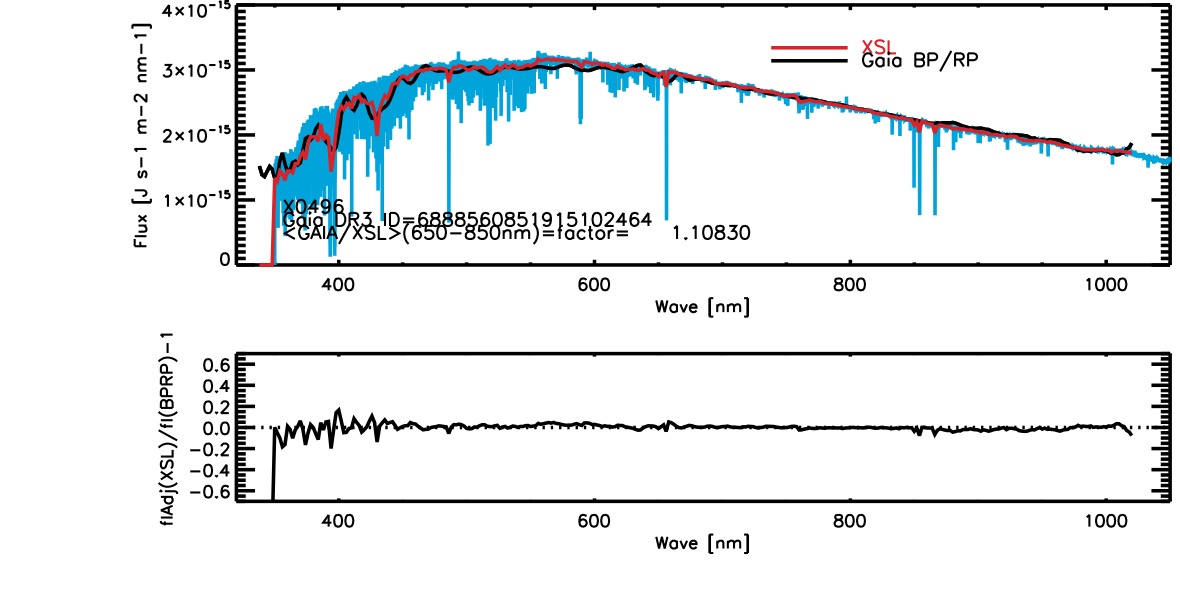 4×10⁻¹⁵
3×10⁻¹⁵
2×10⁻¹⁵
1×10⁻¹⁵
0
Flux [J s−1 m−2 nm−1]
XSL
Gaia BP/RP
X0496
Gaia DR3 ID=6888560851915102464
<GAIA/XSL>(650−850nm)=factor= 1.10830
400 600 800 1000
Wave [nm]
flAdj(XSL)/fl(BPRP)−1
0.6
0.4
0.2
0.0
−0.2
−0.4
−0.6
400 600 800 1000
Wave [nm]